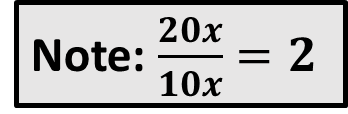 Note: 20x/10x = 2